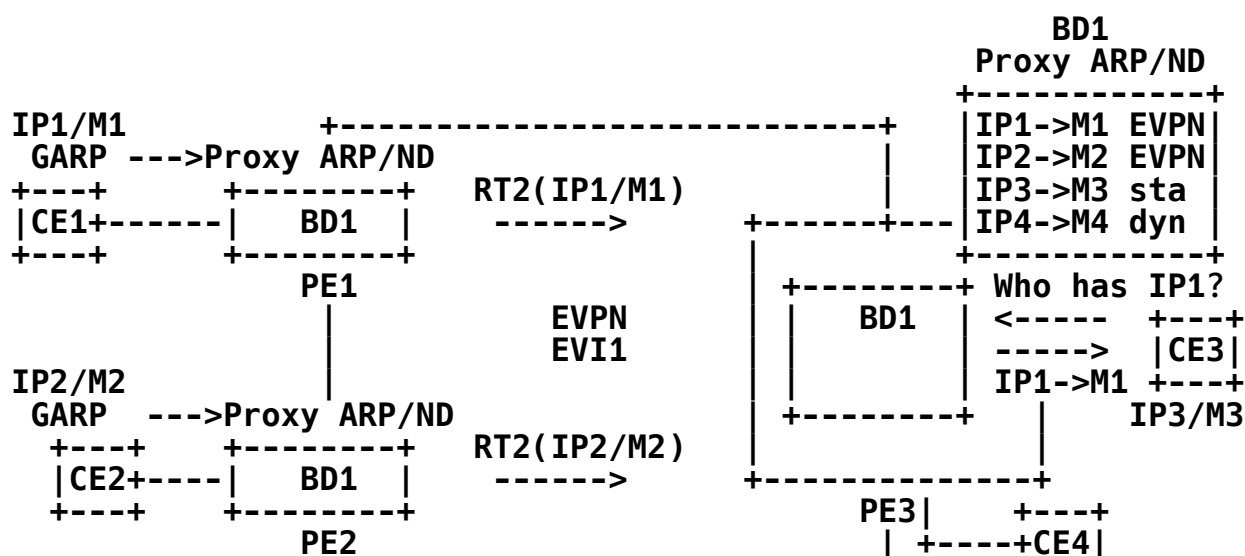 BD1
Proxy ARP/ND
IP1/M1
IP1->M1 EVPN
GARP --->Proxy ARP/ND
IP2->M2 EVPN
RT2(IP1/M1)
IP3->M3 sta
CE1
BD1
------>
IP4->M4 dyn
PE1
Who has IP1?
EVPN
BD1
<-----
EVI1
----->
CE3
IP2/M2
IP1->M1
GARP --->Proxy ARP/ND
IP3/M3
RT2(IP2/M2)
CE2
BD1
------>
PE3
PE2
CE4